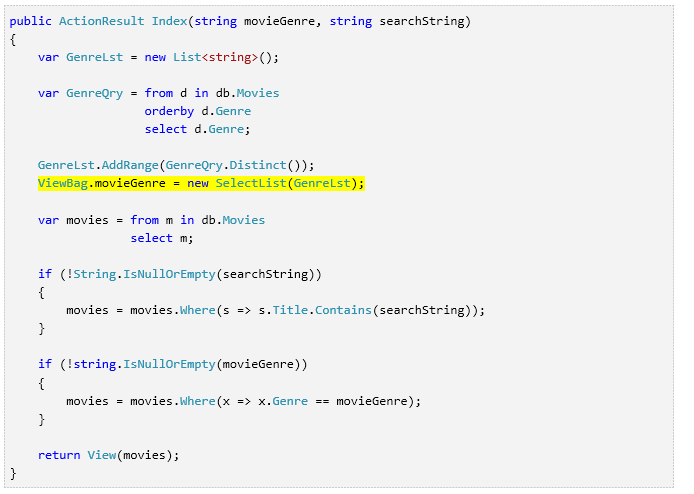 public ActionResult Index(string movieGenre, string searchString)
{
    var GenreLst = new List<string>();

    var GenreQry = from d in db.Movies
                   orderby d.Genre
                   select d.Genre;

    GenreLst.AddRange(GenreQry.Distinct());
    ViewBag.movieGenre = new SelectList(GenreLst);

    var movies = from m in db.Movies
                 select m;

    if (!String.IsNullOrEmpty(searchString))
    {
        movies = movies.Where(s => s.Title.Contains(searchString));
    }

    if (!string.IsNullOrEmpty(movieGenre))
    {
        movies = movies.Where(x => x.Genre == movieGenre);
    }

    return View(movies);
}